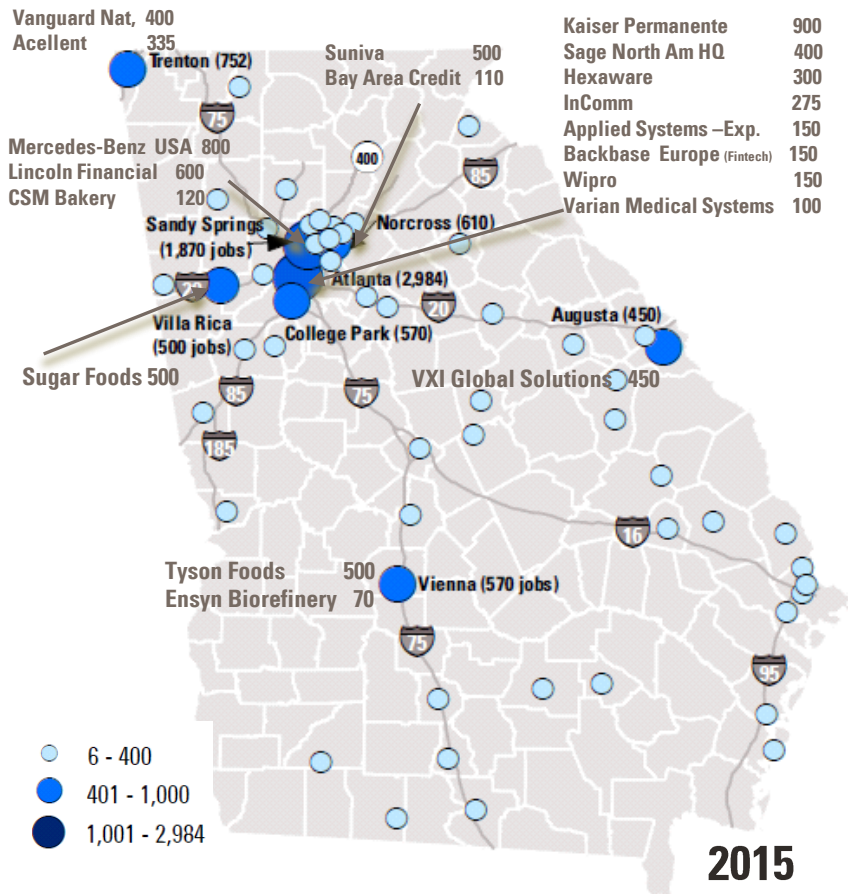 Vanguard Nat, 400
Acellent 335
Trenton (752)
Suniva 500
Bay Area Credit 110
Kaiser Permanente 900
Sage North Am HQ 400
Hexaware 300
InComm 275
Applied Systems –Exp. 150
Backbase Europe (Fintech) 150
Wipro 150
Varian Medical Systems 100
75
400
85
Mercedes-Benz USA 800
Lincoln Financial 600
CSM Bakery 120
Sandy Springs
(1,870 jobs)
Norcross (610)
Atlanta (2,984)
20
20
Villa Rica
(500 jobs)
College Park (570)
Augusta (450)
Sugar Foods 500
VXI Global Solutions 450
85
75
185
16
Tyson Foods 500
Ensyn Biorefinery 70
Vienna (570 jobs)
75
95
6 - 400
401 - 1,000
1,001 - 2,984
2015